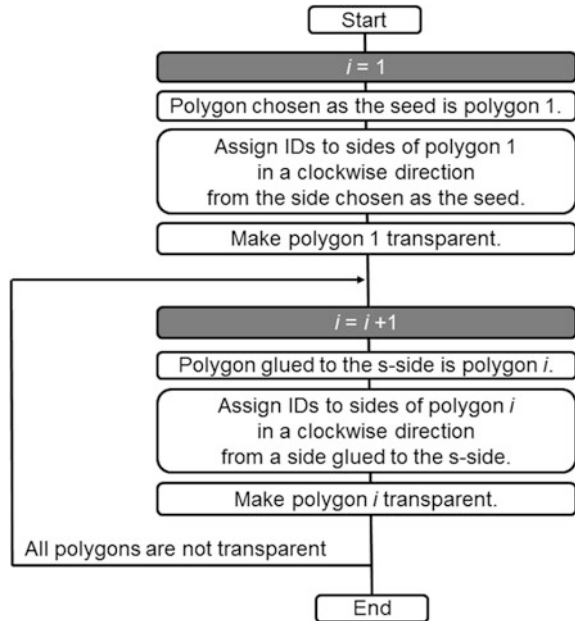 Start
i = 1
Polygon chosen as the seed is polygon 1.
Assign IDs to sides of polygon 1
in a clockwise direction
from the side chosen as the seed.
Make polygon 1 transparent.
i = i +1
Polygon glued to the s-side is polygon i.
Assign IDs to sides of polygon i
in a clockwise direction
from a side glued to the s-side.
Make polygon i transparent.
All polygons are not transparent
End